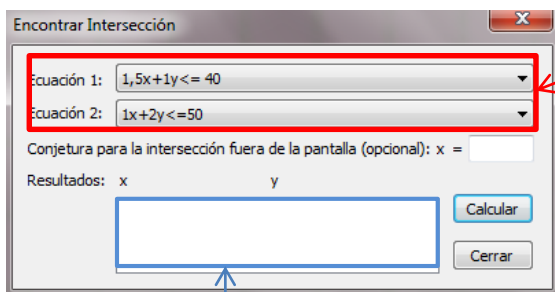 Encontrar Intersección
Ecuación 1: 1,5x+1y<= 40
Ecuación 2: 1x+2y<=50
Conjetura para la intersección fuera de la pantalla (opcional): x =
Resultados: x y
Calcular
Cerrar